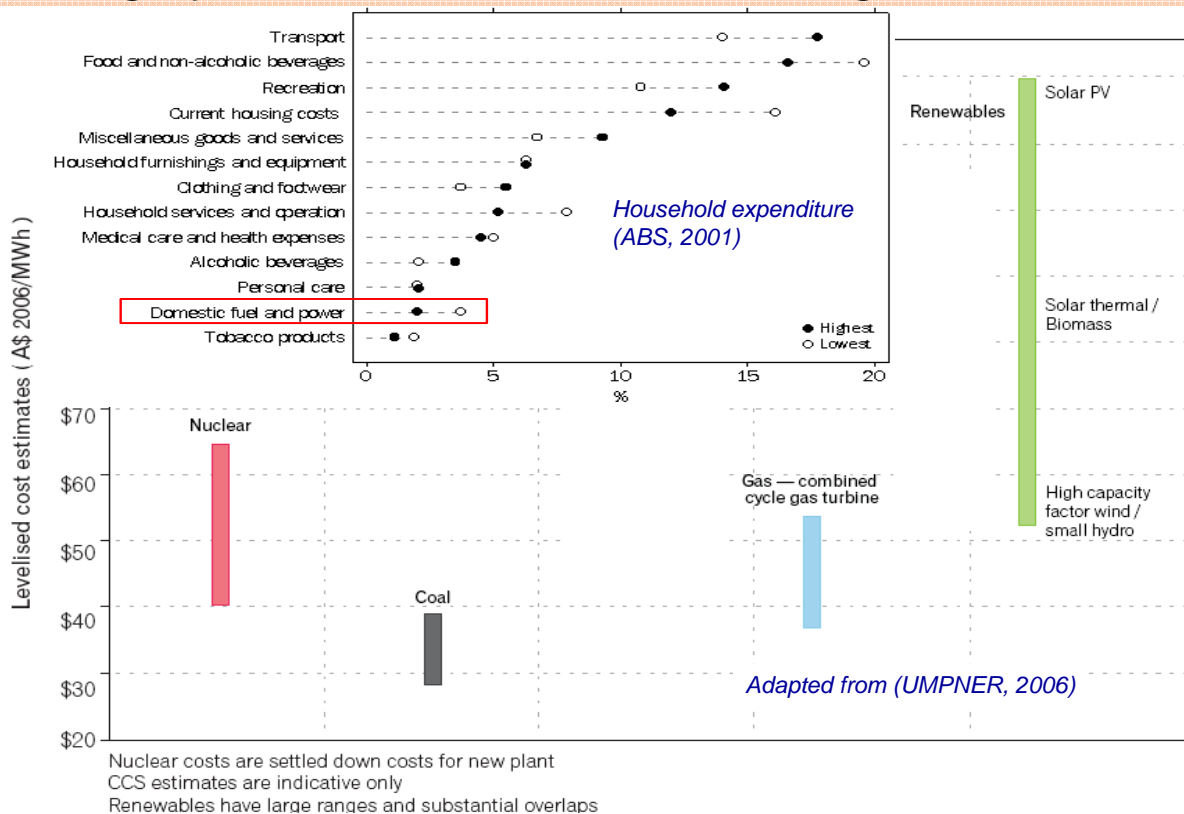 Transport
Food and non-alcoholic beverages
Recreation
Current housing costs
Miscellaneous goods and services
Household furnishings and equipment
Clothing and footwear
Household services and operation
Medical care and health expenses
Alcoholic beverages
Personal care
Domestic fuel and power
Tobacco products
Household expenditure
(ABS, 2001)
Highest
Lowest
0 5 10 15 20
%
Renewables
Solar PV
Solar thermal /
Biomass
High capacity
factor wind /
small hydro
Levelised cost estimates ( A$ 2006/MWh )
$70
$60
$50
$40
$30
$20
Nuclear
Coal
Gas — combined
cycle gas turbine
Adapted from (UMPNER, 2006)
Nuclear costs are settled down costs for new plant
CCS estimates are indicative only
Renewables have large ranges and substantial overlaps